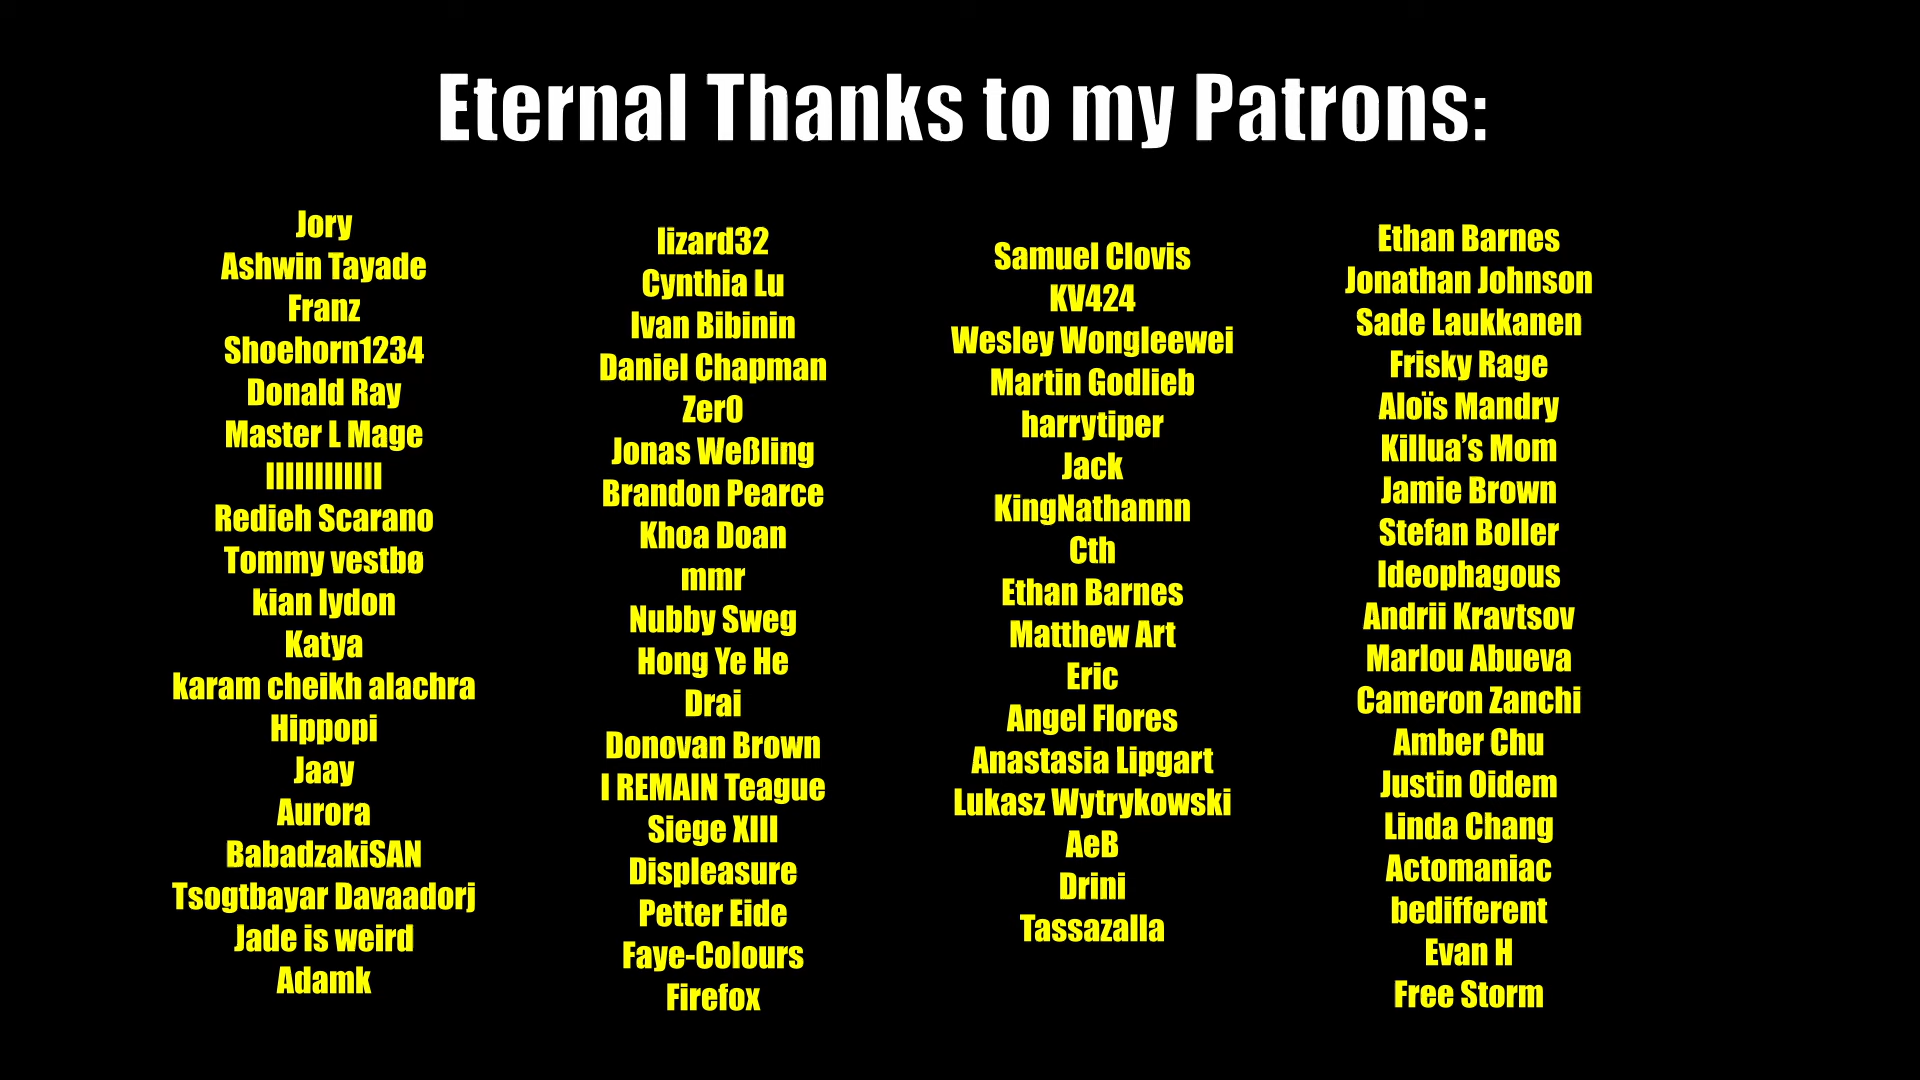 Eternal Thanks to my Patrons:
Jory
Ashwin Tayade
Franz
Shoehorn1234
Donald Ray
Master L Mage
Redieh Scarano
Tommy vestbø
kian lydon
Katya
karam cheikh alachra
Hippopi
Jaay
Aurora
BabadzakiSAN
Tsogtbayar Davaadorj
Jade is weird
Adamk
lizard32
Cynthia Lu
Ivan Bibinin
Daniel Chapman
Zer0
Jonas Weßling
Brandon Pearce
Khoa Doan
mmr
Nubby Sweg
Hong Ye He
Drai
Donovan Brown
I REMAIN Teague
Siege XIII
Displeasure
Petter Eide
Faye-Colours
Firefox
Samuel Clovis
KV424
Wesley Wongleewei
Martin Godlieb
harrytiper
Jack
KingNathannn
Cth
Ethan Barnes
Matthew Art
Eric
Angel Flores
Anastasia Lipgart
Lukasz Wytrykowski
AeB
Drini
Tassazalla
Ethan Barnes
Jonathan Johnson
Sade Laukkanen
Frisky Rage
Aloïs Mandry
Killua’s Mom
Jamie Brown
Stefan Boller
Ideophagous
Andrii Kravtsov
Marlou Abueva
Cameron Zanchi
Amber Chu
Justin Oidem
Linda Chang
Actomaniac
bedifferent
Evan H
Free Storm